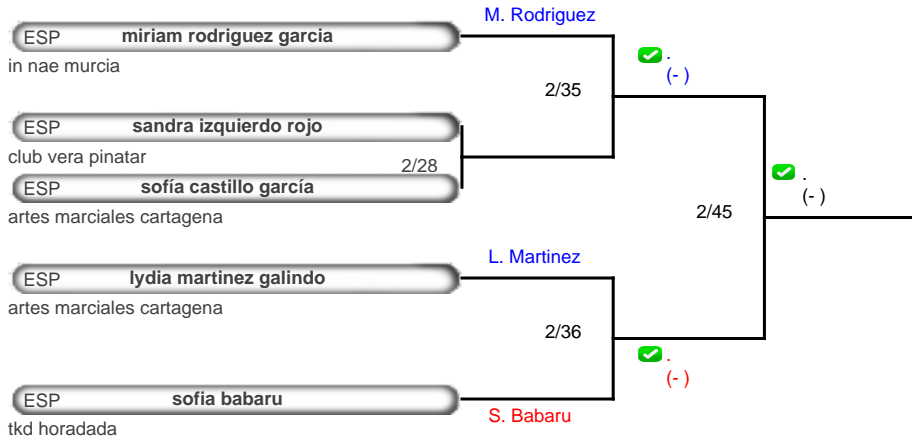 M. Rodriguez
ESP miriam rodriguez garcia
in nae murcia
.
(- )
2/35
ESP sandra izquierdo rojo
club vera pinatar
2/28
ESP sofía castillo garcía
artes marciales cartagena
.
(- )
2/45
L. Martinez
ESP lydia martinez galindo
artes marciales cartagena
2/36
.
(- )
ESP sofia babaru
S. Babaru
tkd horadada